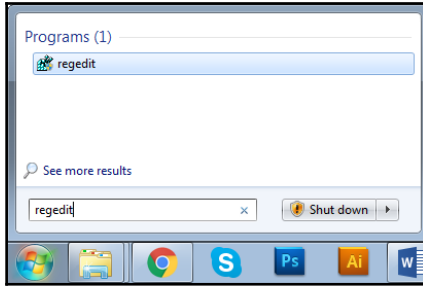 Programs (1)
regedit
See more results
regedit
Shut down
S
Ps
Ai
W